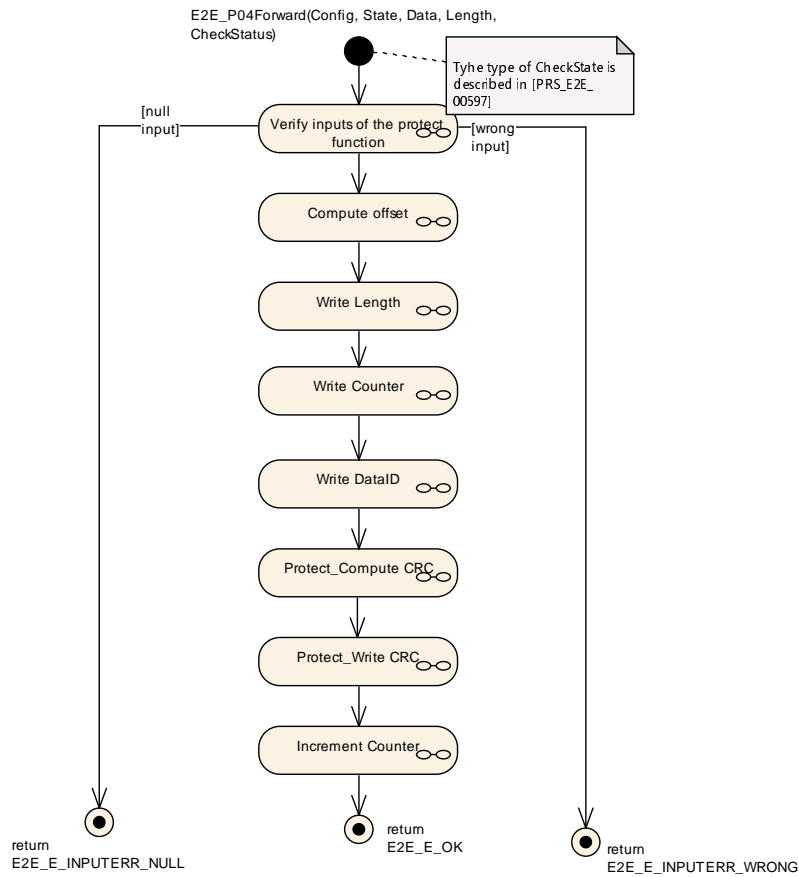 E2E_P04Forward(Config, State, Data, Length,
CheckStatus)
Tyhe type of CheckState is
described in [PRS_E2E_
00597]
[null
input]
Verify inputs of the protect
function
[wrong
input]
Compute offset
Write Length
Write Counter
Write DataID
Protect_Compute CRC
Protect_Write CRC
Increment Counter
return
E2E_E_INPUTERR_NULL
return
E2E_E_OK
return
E2E_E_INPUTERR_WRONG